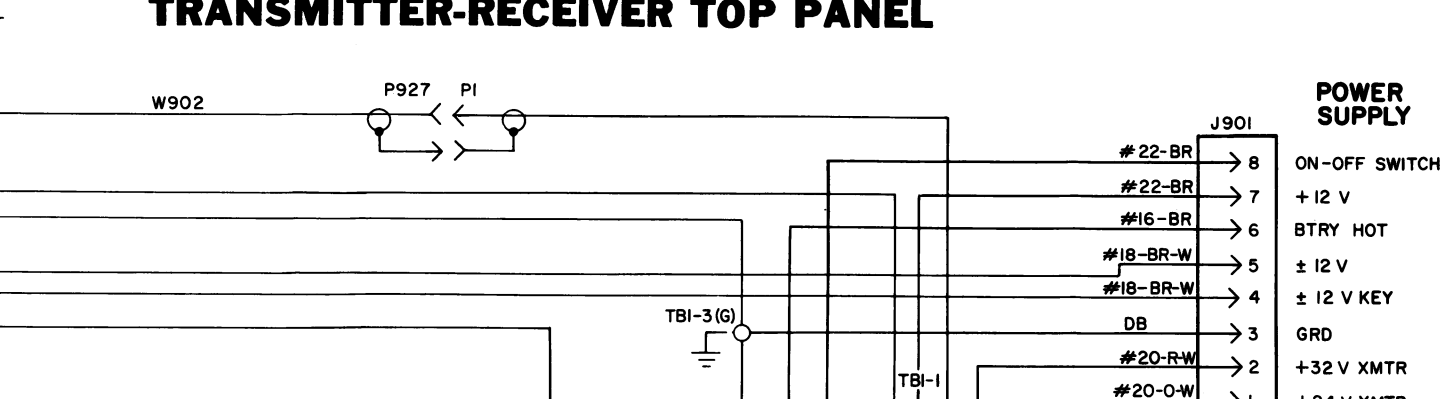 TRANSMITTER-RECEIVER TOP PANEL
P927 P1
W902
POWER
SUPPLY
J901
#22-BR 8 ON-OFF SWITCH
#22-BR 7 +12 V
#16-BR 6 BTRY HOT
#18-BR-W 5 ± 12 V
#18-BR-W 4 ± 12 V KEY
TB1-3(G) DB 3 GRD
#20-R-W 2 +32 V XMTR
TB1-1
#20-O-W